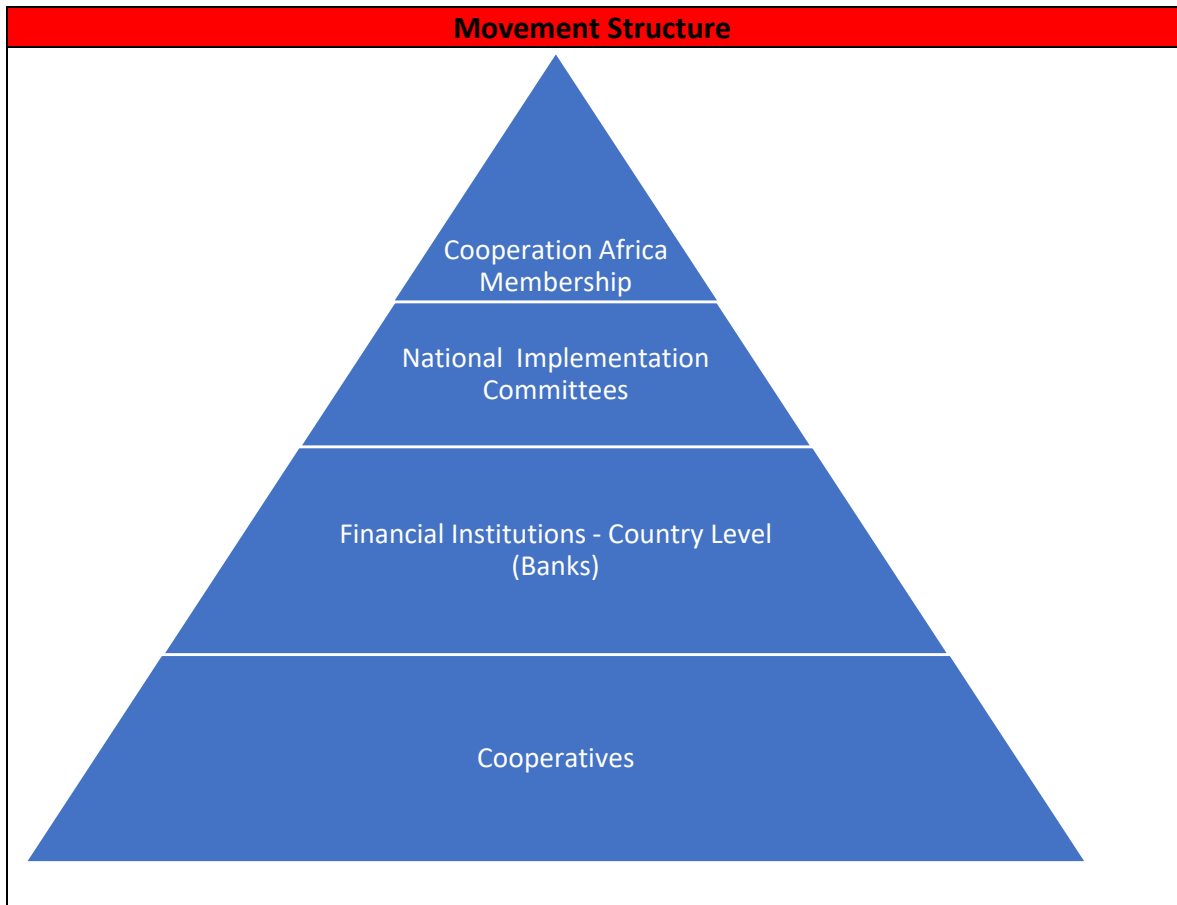 Movement Structure
Cooperation Africa
Membership
National  Implementation
Committees
Financial Institutions - Country Level
(Banks)
Cooperatives